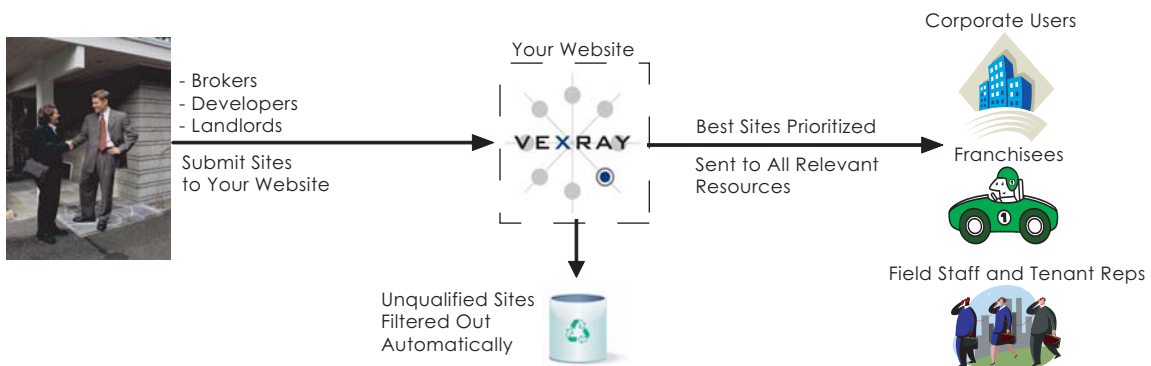 Corporate Users
Your Website
- Brokers
- Developers
- Landlords
Submit Sites
to Your Website
VEXRAY
Best Sites Prioritized
Sent to All Relevant
Resources
Franchisees
1
1
Field Staff and Tenant Reps
Unqualified Sites
Filtered Out
Automatically